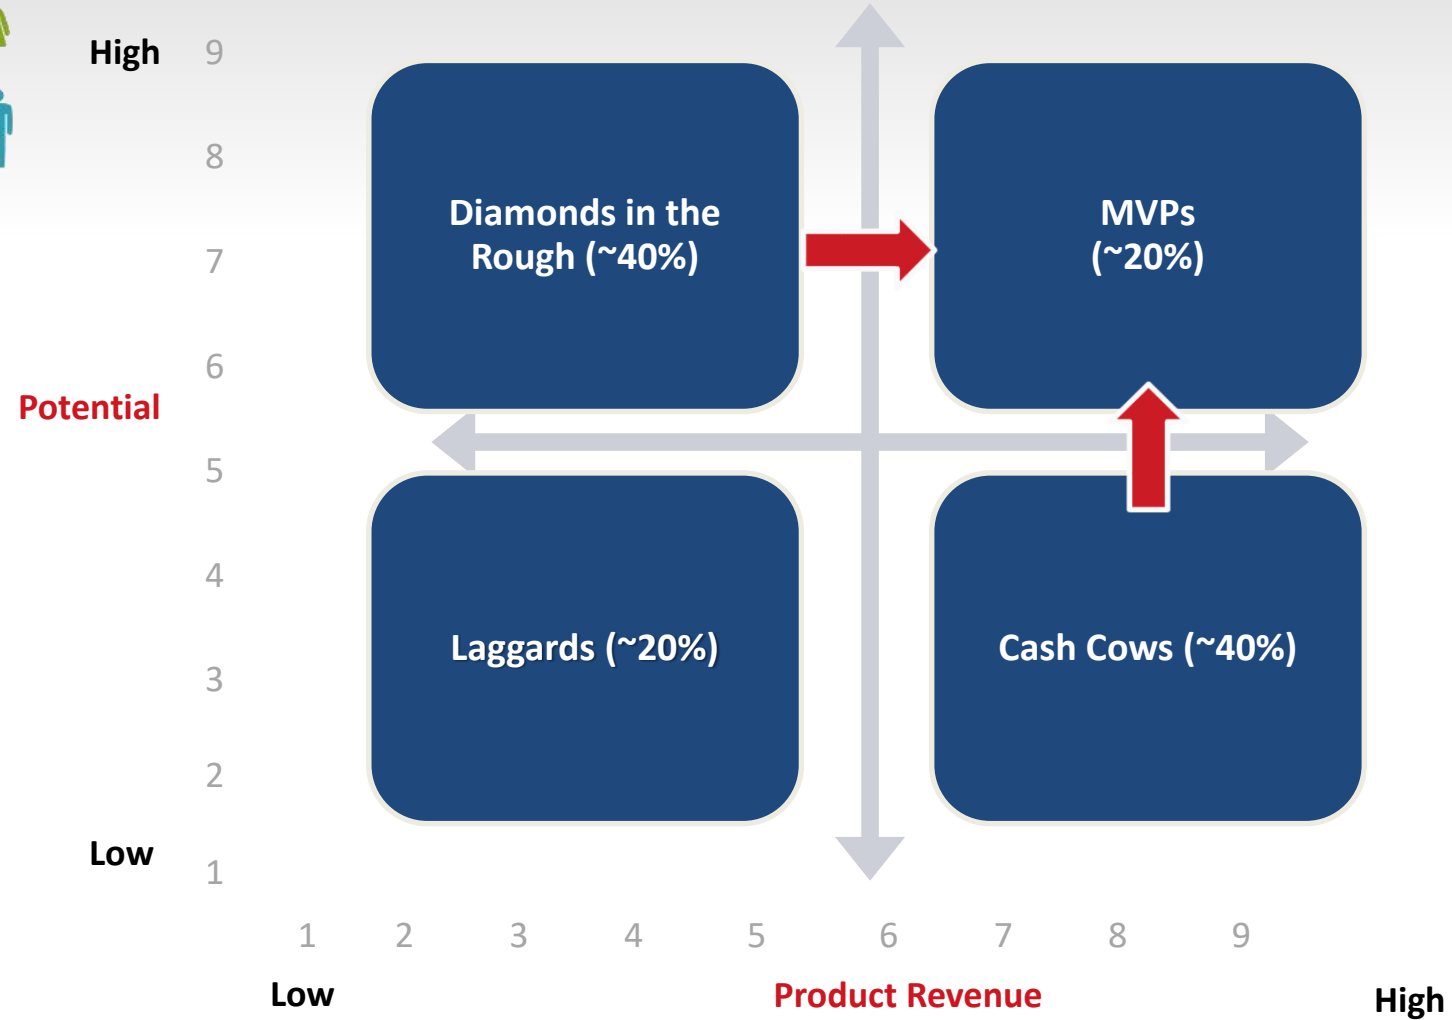 High
9
8
7
6
Potential
5
4
3
2
Low
1
Diamonds in the
Rough (~40%)
MVPs
(~20%)
Laggards (~20%)
Cash Cows (~40%)
1 2 3 4 5 6 7 8 9
Low
Product Revenue
High